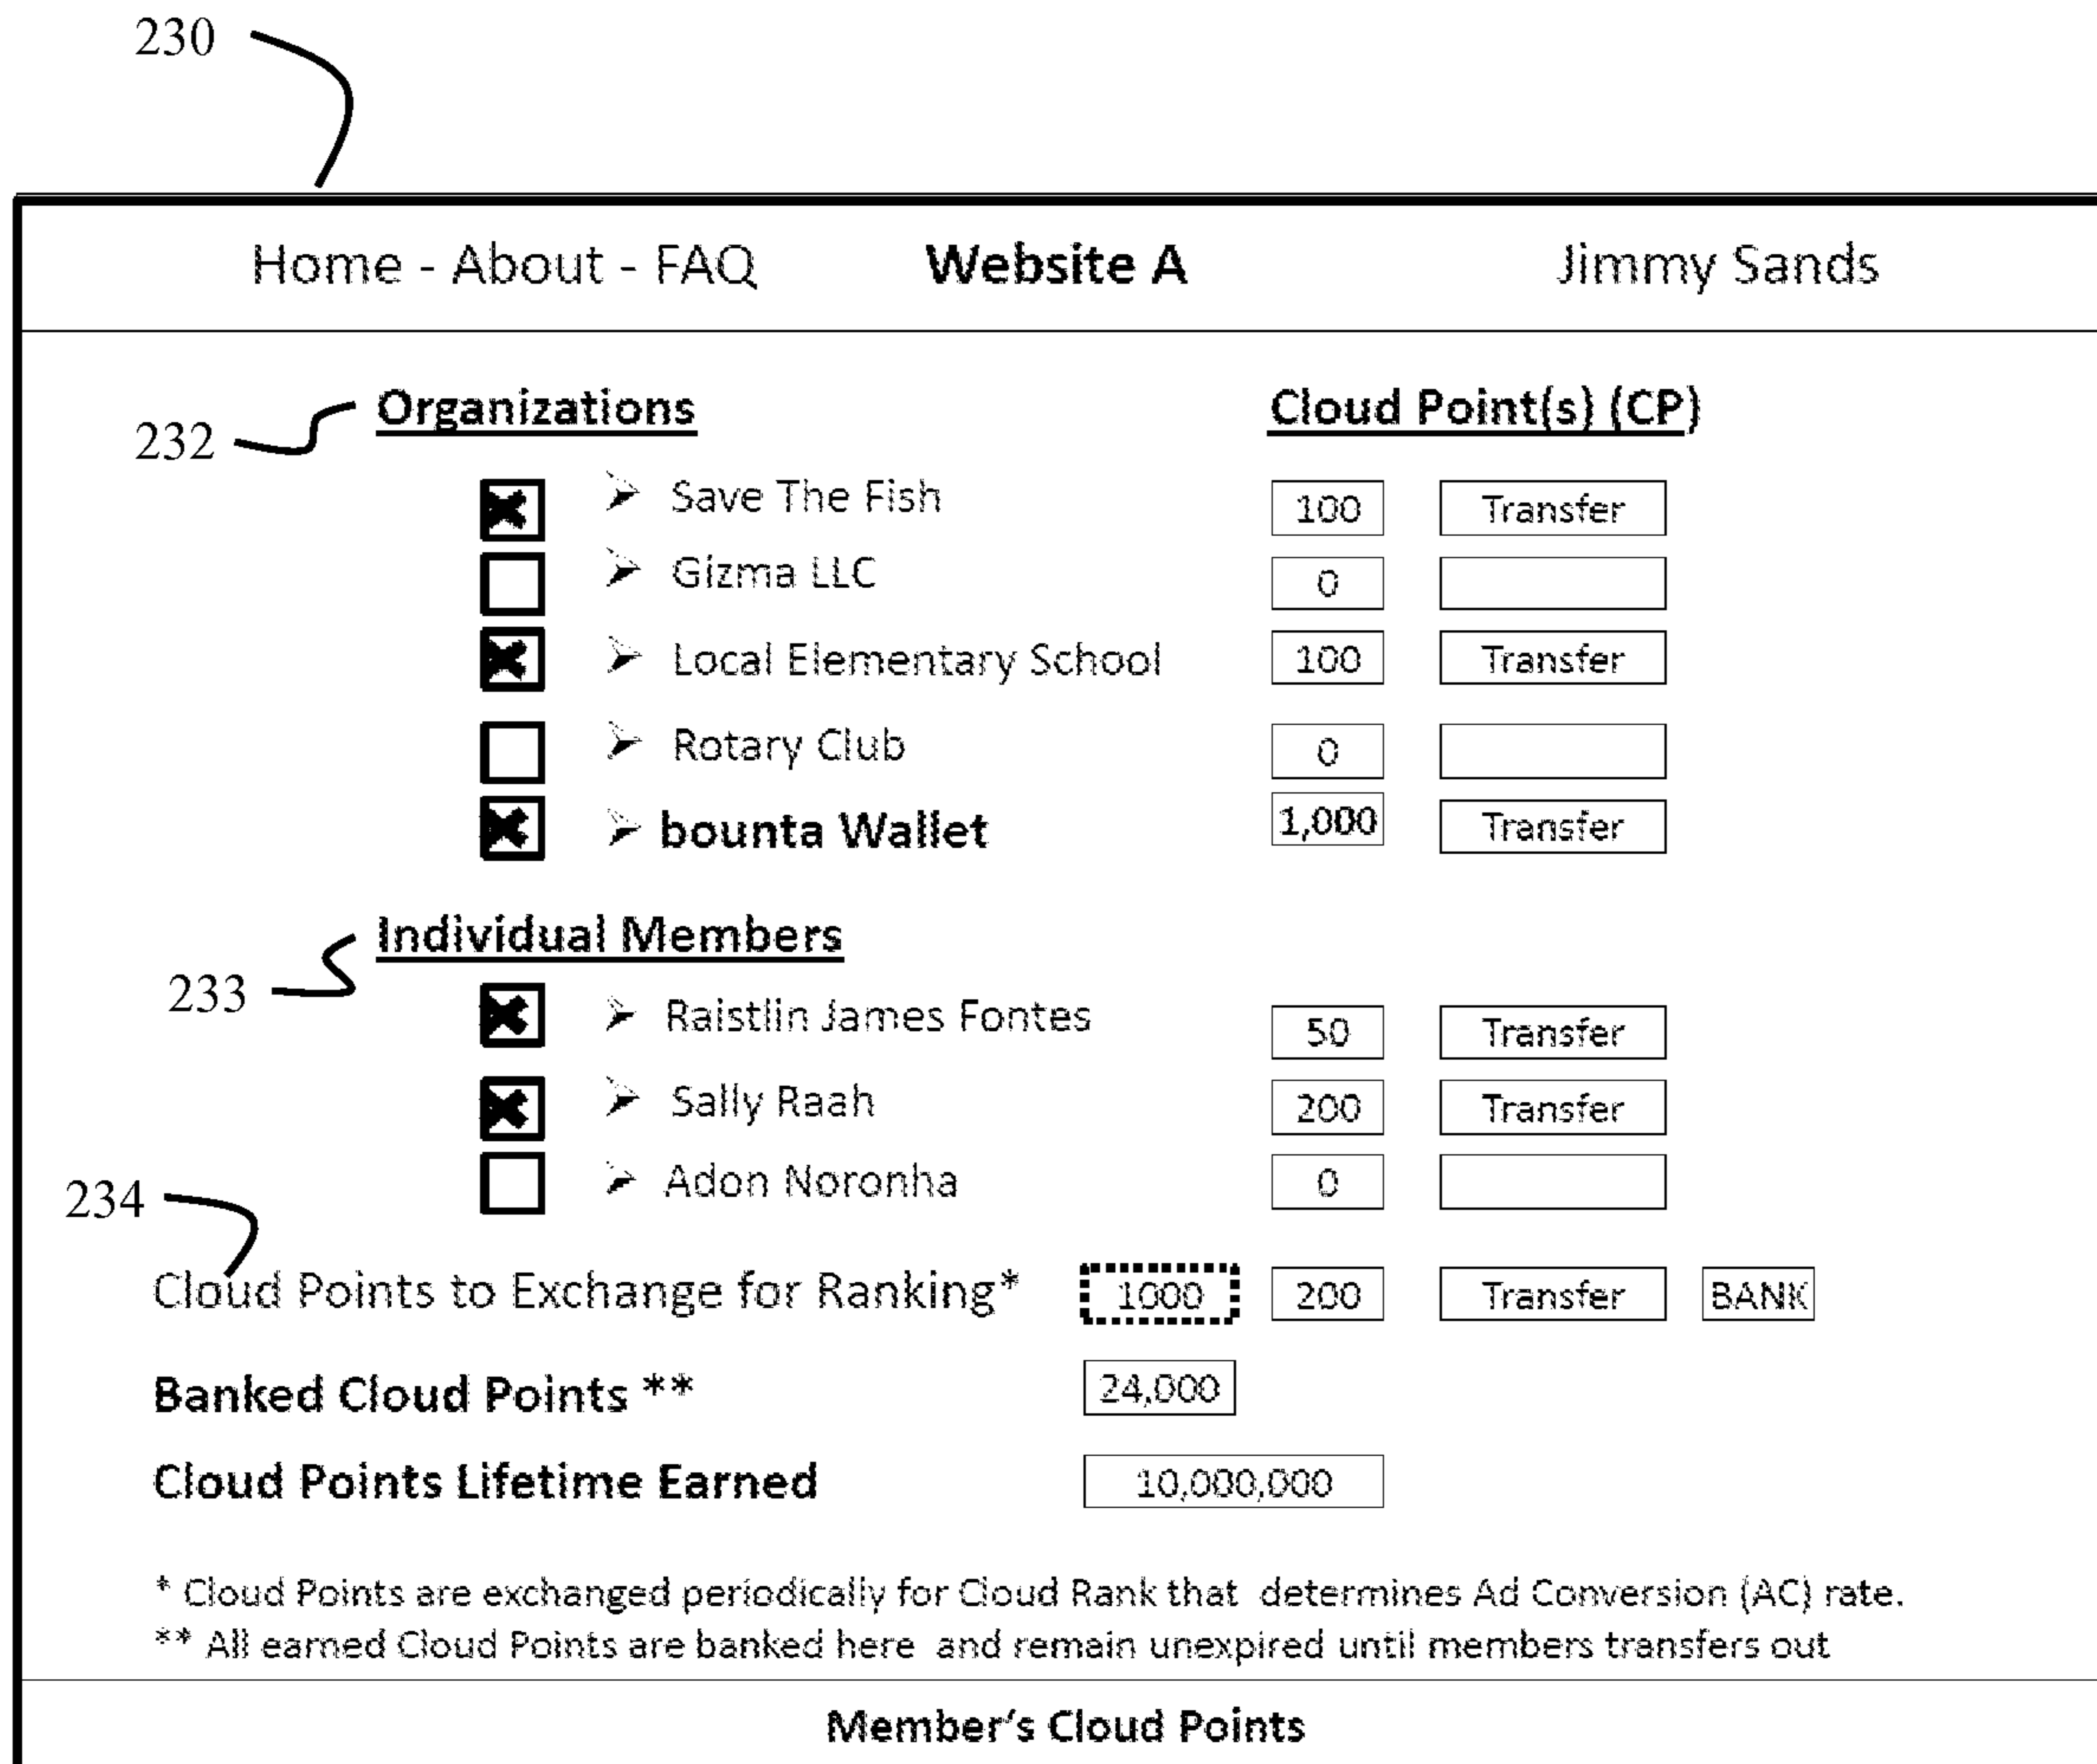 230
Home - About - FAQ Website A Jimmy Sands
Organizations Cloud Point(s) (CP)
232
Save The Fish 100 Transfer
Gizma LLC 0
Local Elementary School 100 Transfer
Rotary Club 0
bounta Wallet 1,000 Transfer
Individual Members
233
Raistlin James Fontes 50 Transfer
Sally Raah 200 Transfer
Adon Noronha 0
234
Cloud Points to Exchange for Ranking* 1000 200 Transfer BANK
Banked Cloud Points ** 24,000
Cloud Points Lifetime Earned 10,000,000
* Cloud Points are exchanged periodically for Cloud Rank that determines Ad Conversion (AC) rate.
** All earned Cloud Points are banked here and remain unexpired until members transfers out
Member's Cloud Points